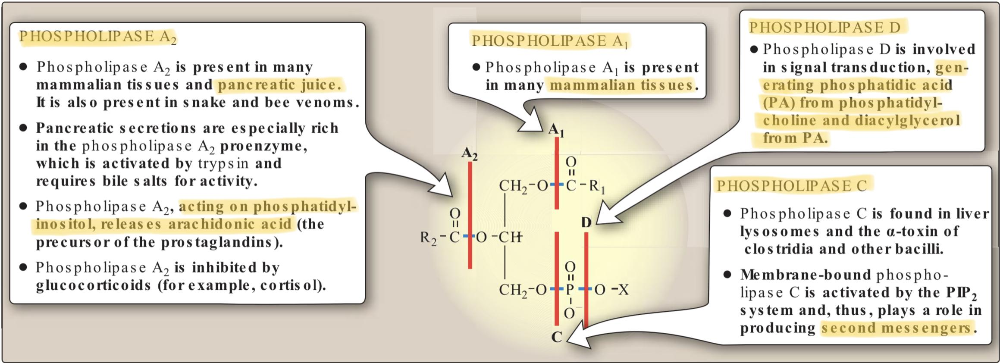 PHOSPHOLIPASE A₂
● Phospholipase A₂ is present in many
mammalian tissues and pancreatic juice.
It is also present in snake and bee venoms.
● Pancreatic secretions are especially rich
in the phospholipase A₂ proenzyme,
which is activated by trypsin and
requires bile salts for activity.
● Phospholipase A₂, acting on phosphatidyl-
inositol, releases arachidonic acid (the
precursor of the prostaglandins).
● Phospholipase A₂ is inhibited by
glucocorticoids (for example, cortisol).
PHOSPHOLIPASE A₁
● Phospholipase A₁ is present
in many mammalian tissues.
PHOSPHOLIPASE D
● Phospholipase D is involved
in signal transduction, gen-
erating phosphatidic acid
(PA) from phosphatidyl-
choline and diacylglycerol
from PA.
PHOSPHOLIPASE C
● Phospholipase C is found in liver
lysosomes and the α-toxin of
clostridia and other bacilli.
● Membrane-bound phospho-
lipase C is activated by the PIP₂
system and, thus, plays a role in
producing second messengers.
A₁
A₂
O
CH₂-O-C-R₁
O
D
R₂-C-O-CH
O
CH₂-O-P-O-X
O⁻
C